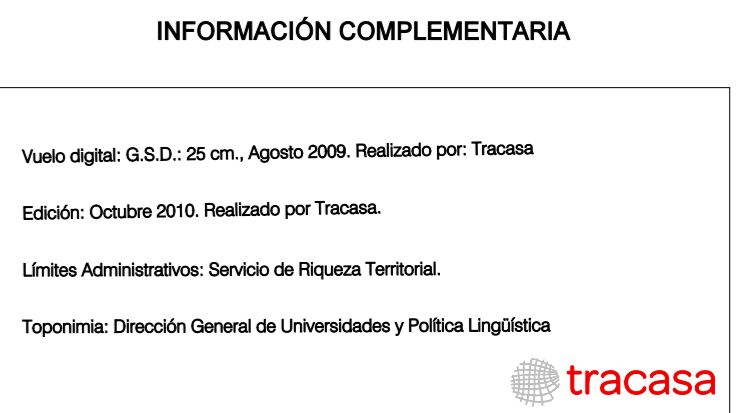 INFORMACIÓN COMPLEMENTARIA
Vuelo digital: G.S.D.: 25 cm., Agosto 2009. Realizado por: Tracasa
Edición: Octubre 2010. Realizado por Tracasa.
Límites Administrativos: Servicio de Riqueza Territorial.
Toponimia: Dirección General de Universidades y Política Lingüística
tracasa